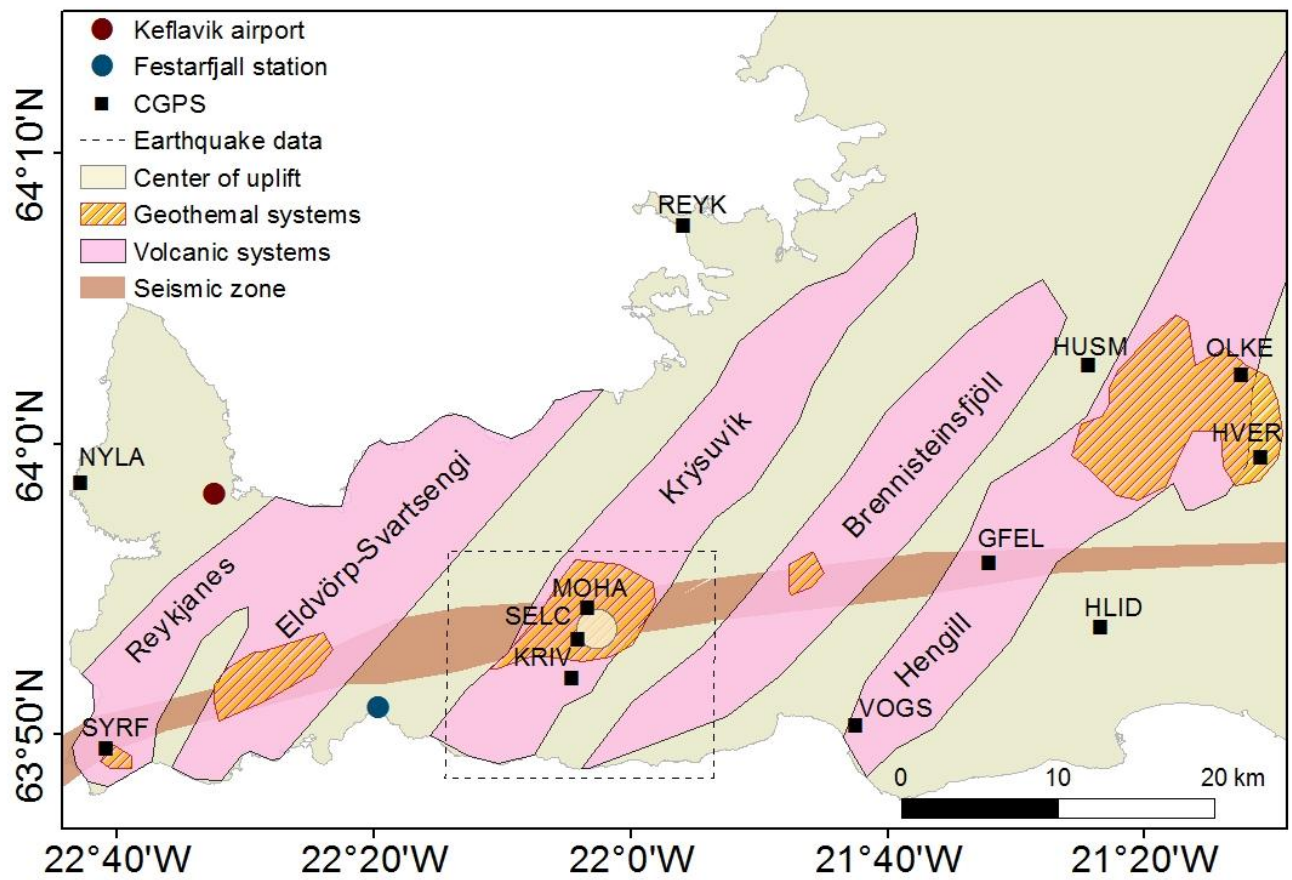 Keflavik airport
Festarfjall station
CGPS
Earthquake data
Center of uplift
Geothemal systems
Volcanic systems
Seismic zone
64°10'N
64°0'N
63°50'N
REYK
HUSM
OLKE
HVER
NYLA
Reykjanes
Eldvörp-Svartsengi
Krýsuvík
Brennisteinsfjöll
Hengill
GFEL
MOHA
SELC
KRIV
HLID
VOGS
SYRF
0 10 20 km
22°40'W 22°20'W 22°0'W 21°40'W 21°20'W